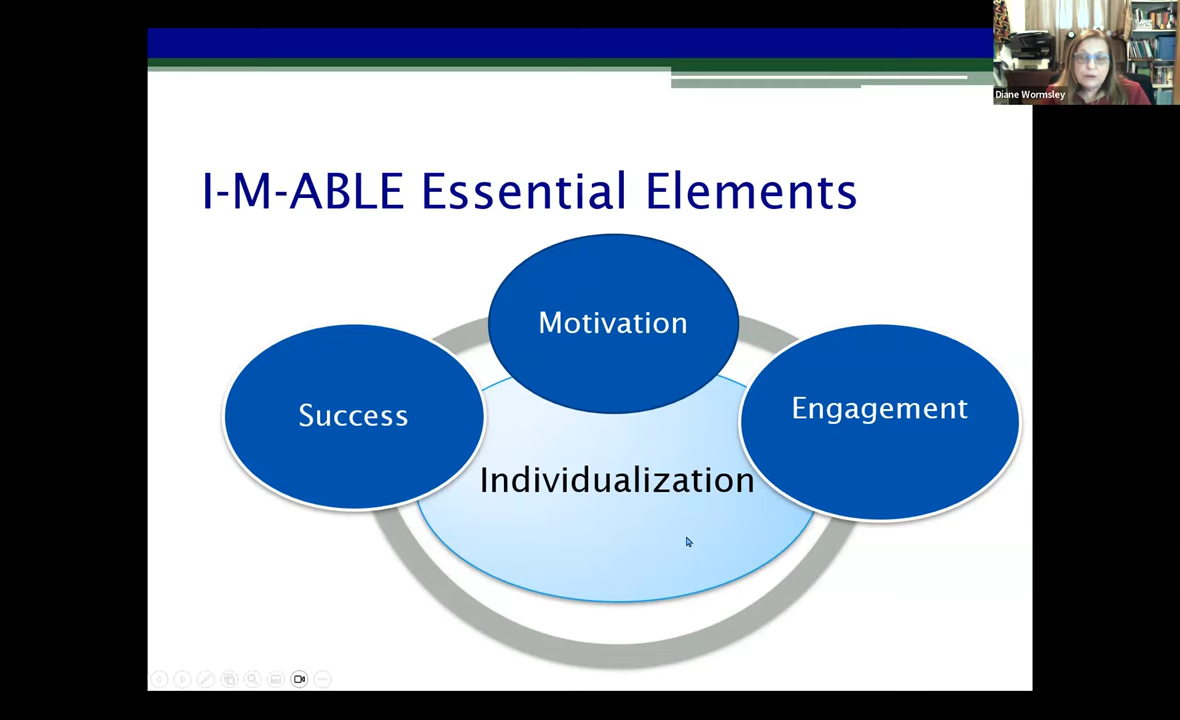 Diane Wormsley
I-M-ABLE Essential Elements
Motivation
Success
Engagement
Individualization